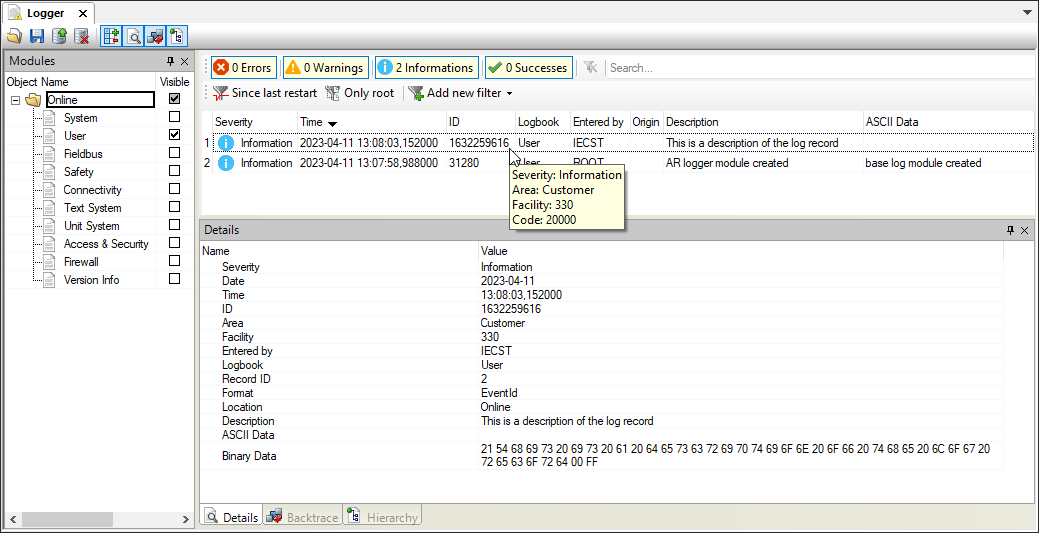 Logger
Modules
Object Name Visible
Online
System
User
Fieldbus
Safety
Connectivity
Text System
Unit System
Access & Security
Firewall
Version Info
0 Errors 0 Warnings 2 Informations 0 Successes Search...
Since last restart Only root Add new filter
Severity Time ID Logbook Entered by Origin Description ASCII Data
1 Information 2023-04-11 13:08:03,152000 1632259616 User IECST This is a description of the log record
2 Information 2023-04-11 13:07:58,988000 31280 User ROOT AR logger module created base log module created
Severity: Information
Area: Customer
Facility: 330
Code: 20000
Details
Name Value
Severity Information
Date 2023-04-11
Time 13:08:03,152000
ID 1632259616
Area Customer
Facility 330
Entered by IECST
Logbook User
Record ID 2
Format EventId
Location Online
Description This is a description of the log record
ASCII Data
Binary Data 21 54 68 69 73 20 69 73 20 61 20 64 65 73 63 72 69 70 74 69 6F 6E 20 6F 66 20 74 68 65 20 6C 6F 67 20
72 65 63 6F 72 64 00 FF
Details Backtrace Hierarchy